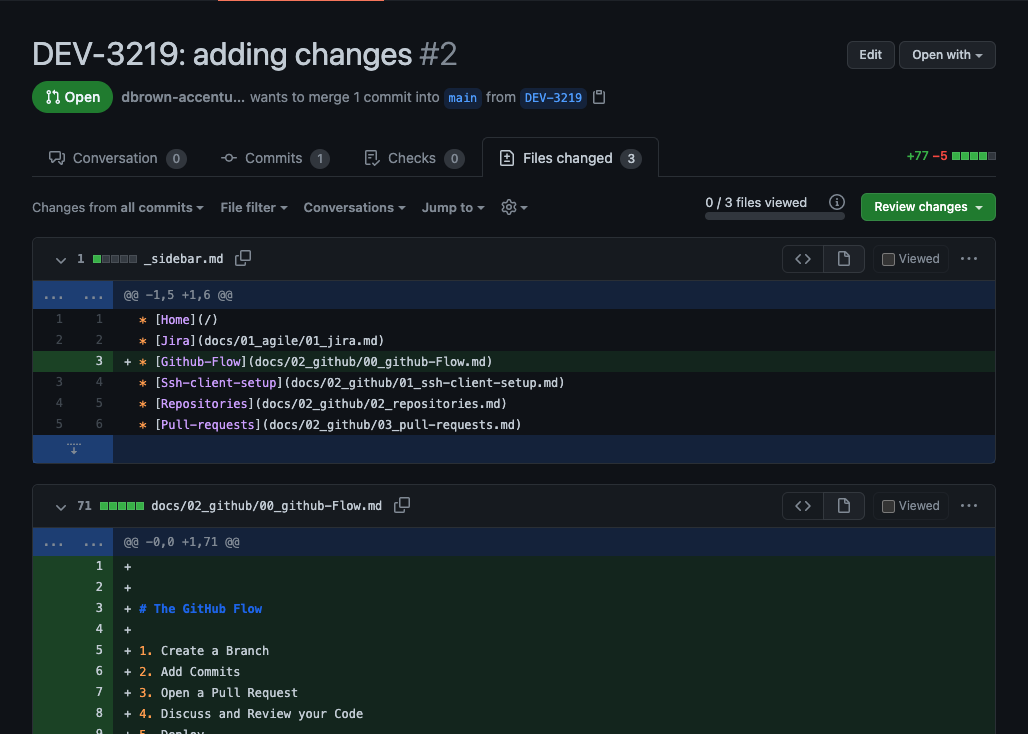 DEV-3219: adding changes #2
Edit
Open with
Open
dbrown-accentu... wants to merge 1 commit into main from DEV-3219
Conversation 0
Commits 1
Checks 0
Files changed 3
+77 −5
Changes from all commits
File filter
Conversations
Jump to
0 / 3 files viewed
Review changes
1 _sidebar.md
Viewed
... ... @@ -1,5 +1,6 @@
1 1 * [Home](/)
2 2 * [Jira](docs/01_agile/01_jira.md)
3 + * [Github-Flow](docs/02_github/00_github-Flow.md)
3 4 * [Ssh-client-setup](docs/02_github/01_ssh-client-setup.md)
4 5 * [Repositories](docs/02_github/02_repositories.md)
5 6 * [Pull-requests](docs/02_github/03_pull-requests.md)
71 docs/02_github/00_github-Flow.md
Viewed
... ... @@ -0,0 +1,71 @@
1 +
2 +
3 + # The GitHub Flow
4 +
5 + 1. Create a Branch
6 + 2. Add Commits
7 + 3. Open a Pull Request
8 + 4. Discuss and Review your Code
9 + 5. Deploy